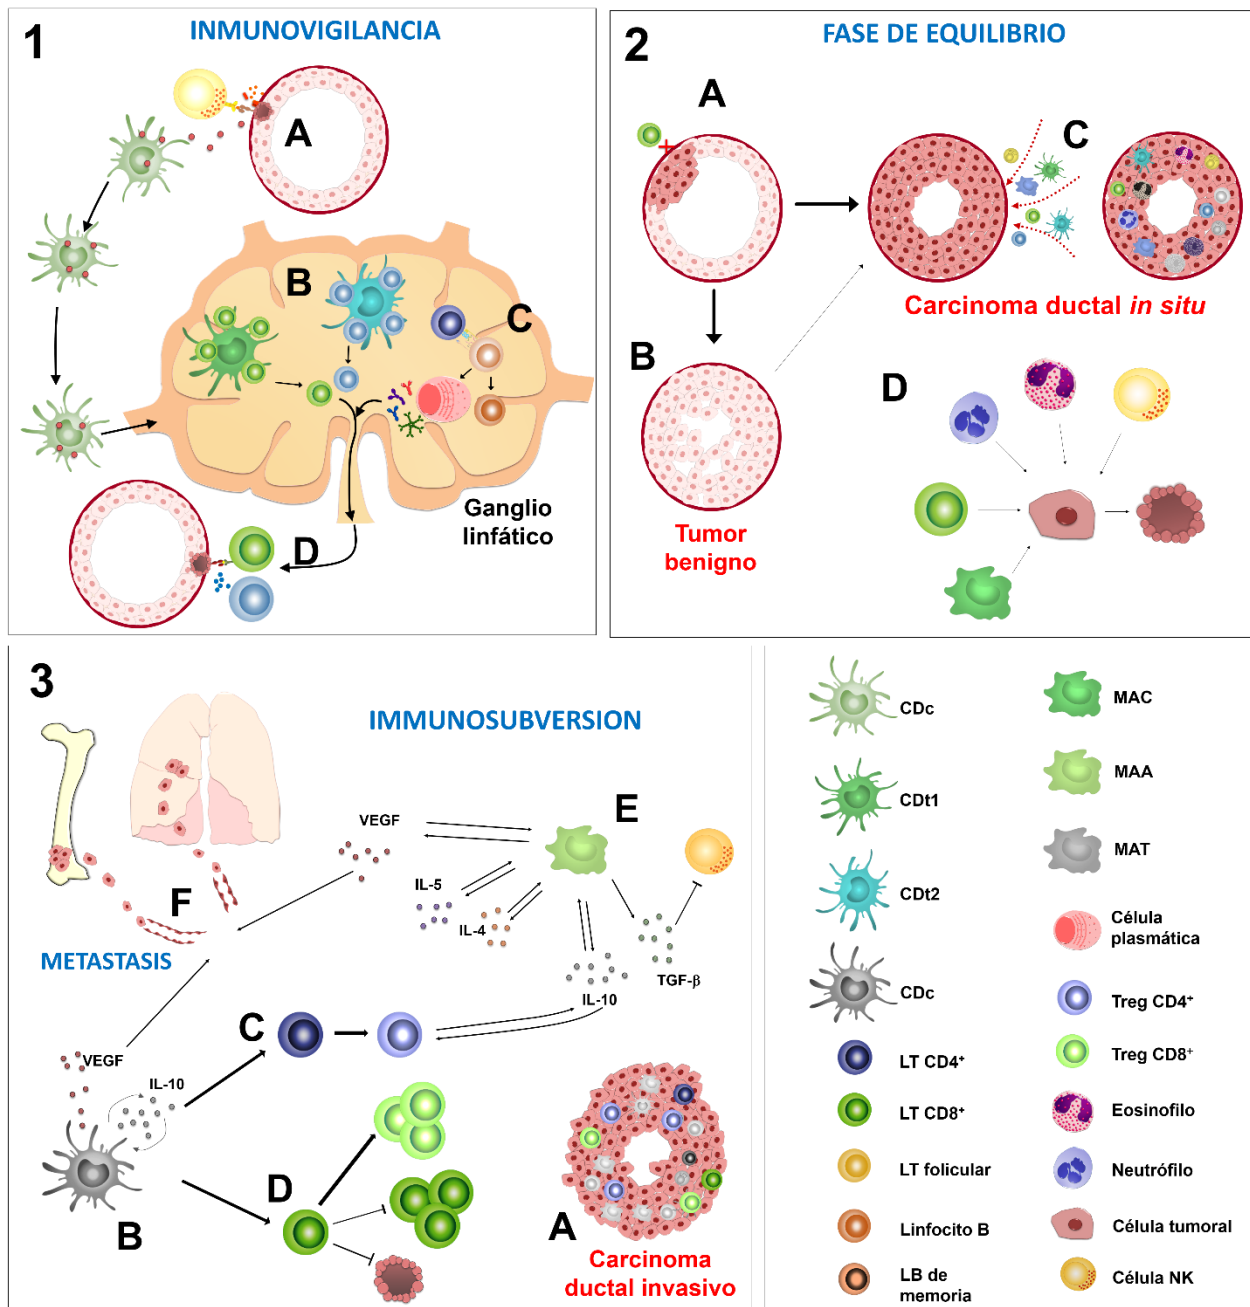 1
INMUNOVIGILANCIA
A
B
C
Ganglio
linfático
D
2
FASE DE EQUILIBRIO
A
C
Carcinoma ductal in situ
B
D
Tumor
benigno
3
IMMUNOSUBVERSION
VEGF
E
IL-5
IL-4
F
TGF-β
IL-10
METASTASIS
C
VEGF
IL-10
D
B
A
Carcinoma
ductal invasivo
CDc
CDt1
CDt2
CDc
LT CD4⁺
LT CD8⁺
LT folicular
Linfocito B
LB de
memoria
MAC
MAA
MAT
Célula
plasmática
Treg CD4⁺
Treg CD8⁺
Eosinofilo
Neutrófilo
Célula tumoral
Célula NK